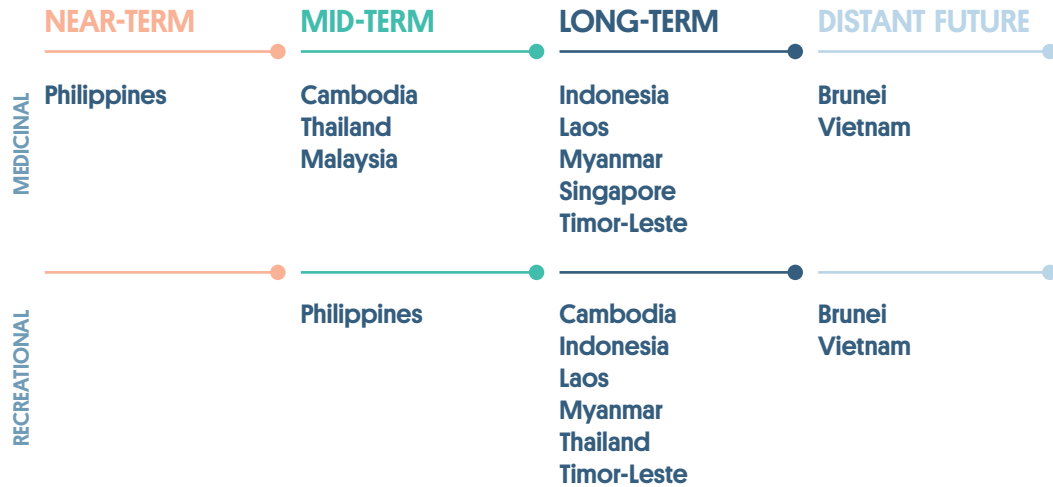 NEAR-TERM
MID-TERM
LONG-TERM
DISTANT FUTURE
MEDICINAL
Philippines
Cambodia
Thailand
Malaysia
Indonesia
Laos
Myanmar
Singapore
Timor-Leste
Brunei
Vietnam
RECREATIONAL
Philippines
Cambodia
Indonesia
Laos
Myanmar
Thailand
Timor-Leste
Brunei
Vietnam